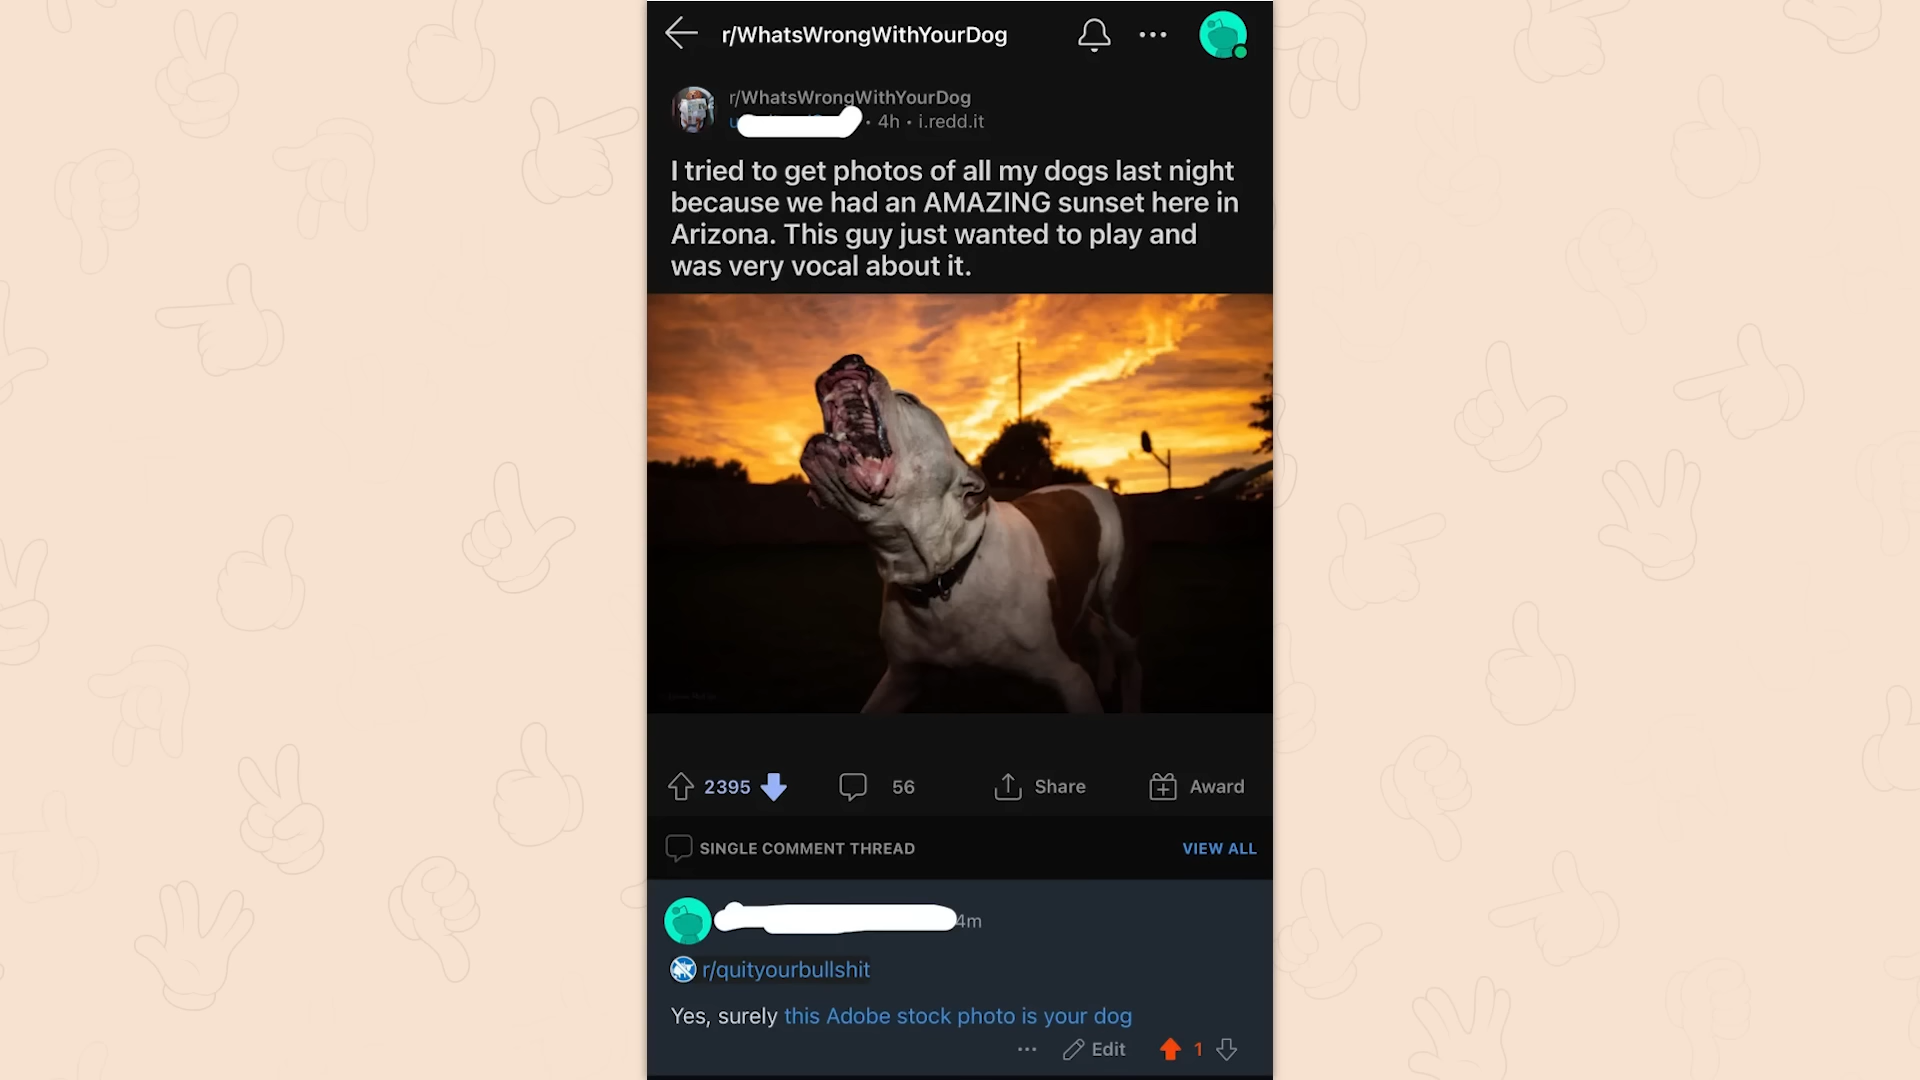 r/WhatsWrongWithYourDog
r/WhatsWrongWithYourDog
• 4h • i.redd.it
I tried to get photos of all my dogs last night
because we had an AMAZING sunset here in
Arizona. This guy just wanted to play and
was very vocal about it.
2395 56 Share Award
SINGLE COMMENT THREAD VIEW ALL
4m
r/quityourbullshit
Yes, surely this Adobe stock photo is your dog
Edit 1